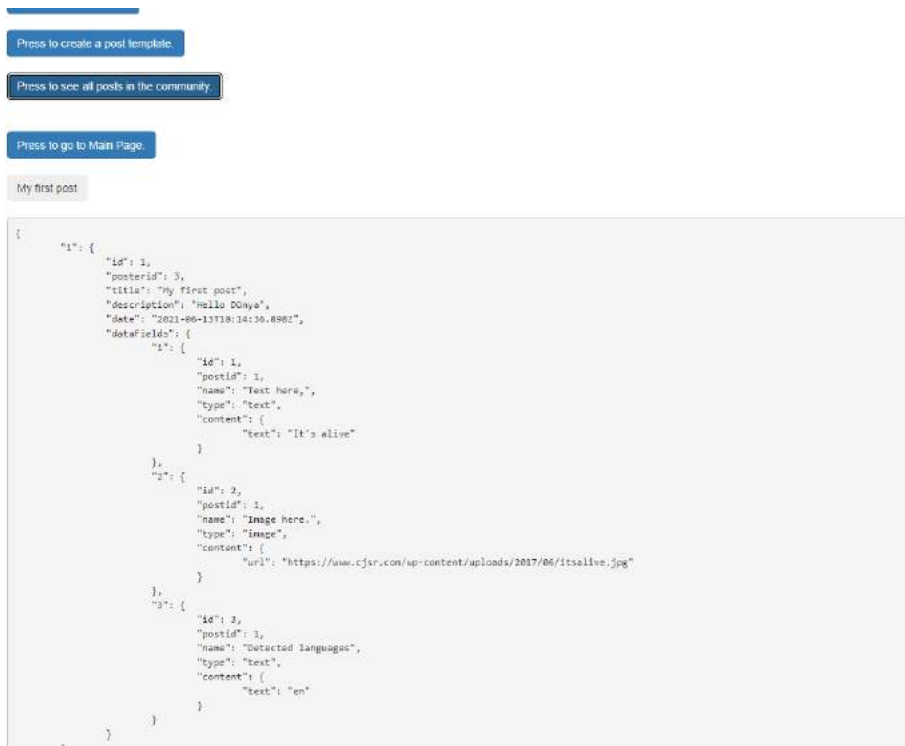 Press to create a post template.
Press to see all posts in the community.
Press to go to Main Page.
My first post
{
"1": {
"id": 1,
"posterid": 3,
"title": "My first post",
"description": "Hello DÜnya",
"date": "2021-06-13T18:14:36.898Z",
"dataFields": {
"1": {
"id": 1,
"postid": 1,
"name": "Text here,",
"type": "text",
"content": {
"text": "It's alive"
}
},
"2": {
"id": 2,
"postid": 1,
"name": "Image here.",
"type": "image",
"content": {
"url": "https://www.cjsr.com/wp-content/uploads/2017/06/itsalive.jpg"
}
},
"3": {
"id": 3,
"postid": 1,
"name": "Detected languages",
"type": "text",
"content": {
"text": "en"
}
}
}